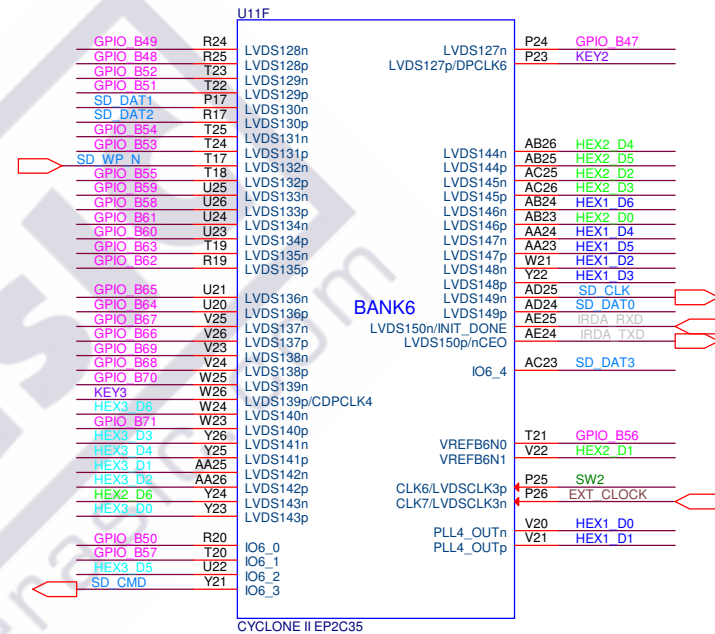 U11F
GPIO_B49 R24 LVDS128n
GPIO_B48 R25 LVDS128p
GPIO_B52 T23 LVDS129n
GPIO_B51 T22 LVDS129p
SD_DAT1 P17 LVDS130n
SD_DAT2 R17 LVDS130p
GPIO_B54 T25 LVDS131n
GPIO_B53 T24 LVDS131p
SD_WP_N T17 LVDS132n
GPIO_B55 T18 LVDS132p
GPIO_B59 U25 LVDS133n
GPIO_B58 U26 LVDS133p
GPIO_B61 U24 LVDS134n
GPIO_B60 U23 LVDS134p
GPIO_B63 T19 LVDS135n
GPIO_B62 R19 LVDS135p
GPIO_B65 U21 LVDS136n
GPIO_B64 U20 LVDS136p
GPIO_B67 V25 LVDS137n
GPIO_B66 V26 LVDS137p
GPIO_B69 V23 LVDS138n
GPIO_B68 V24 LVDS138p
GPIO_B70 W25 LVDS139n
KEY3 W26 LVDS139p/CDPCLK4
HEX3_D6 W24 LVDS140n
GPIO_B71 W23 LVDS140p
HEX3_D3 Y26 LVDS141n
HEX3_D4 Y25 LVDS141p
HEX3_D1 AA25 LVDS142n
HEX3_D2 AA26 LVDS142p
HEX2_D6 Y24 LVDS143n
HEX3_D0 Y23 LVDS143p
GPIO_B50 R20 IO6_0
GPIO_B57 T20 IO6_1
HEX3_D5 U22 IO6_2
SD_CMD Y21 IO6_3
BANK6
LVDS127n P24 GPIO_B47
LVDS127p/DPCLK6 P23 KEY2
LVDS144n AB26 HEX2_D4
LVDS144p AB25 HEX2_D5
LVDS145n AC25 HEX2_D2
LVDS145p AC26 HEX2_D3
LVDS146n AB24 HEX1_D6
LVDS146p AB23 HEX2_D0
LVDS147n AA24 HEX1_D4
LVDS147p AA23 HEX1_D5
LVDS148n W21 HEX1_D2
LVDS148p Y22 HEX1_D3
LVDS149n AD25 SD_CLK
LVDS149p AD24 SD_DAT0
LVDS150n/INIT_DONE AE25 IRDA_RXD
LVDS150p/nCEO AE24 IRDA_TXD
IO6_4 AC23 SD_DAT3
VREFB6N0 T21 GPIO_B56
VREFB6N1 V22 HEX2_D1
CLK6/LVDSCLK3p P25 SW2
CLK7/LVDSCLK3n P26 EXT_CLOCK
PLL4_OUTn V20 HEX1_D0
PLL4_OUTp V21 HEX1_D1
CYCLONE II EP2C35